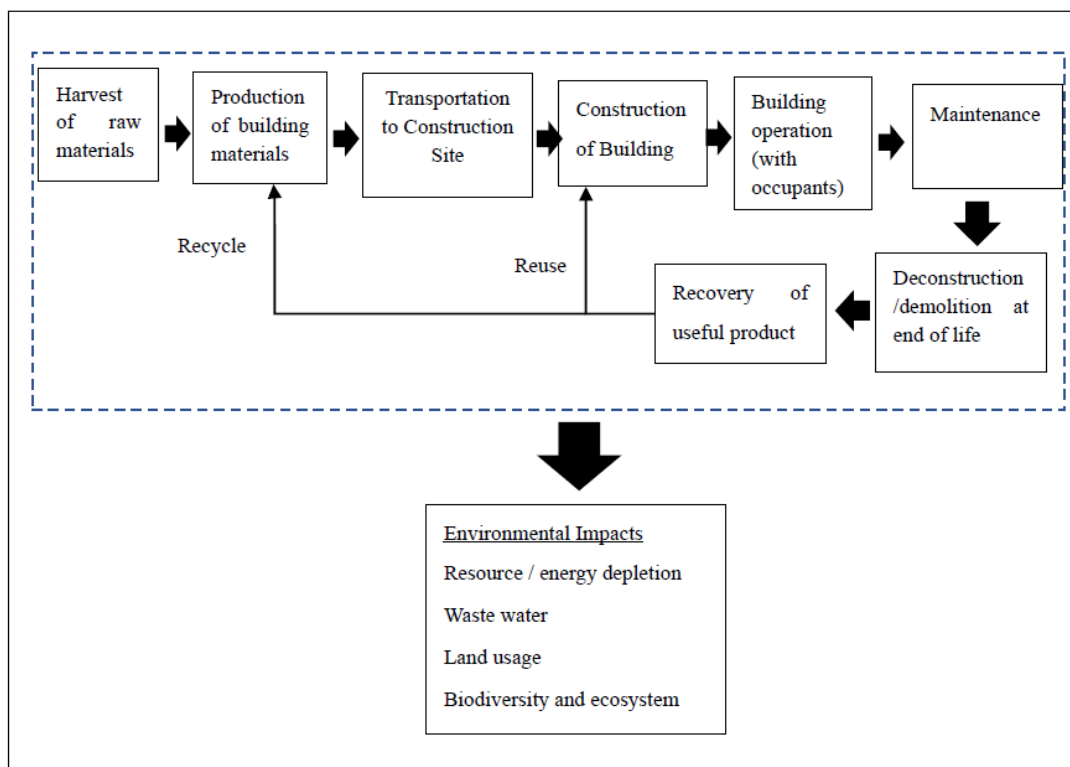 Harvest
of raw
materials
Production
of building
materials
Transportation
to Construction
Site
Construction
of Building
Building
operation
(with
occupants)
Maintenance
Recycle
Reuse
Recovery of
useful product
Deconstruction
/demolition at
end of life
Environmental Impacts
Resource / energy depletion
Waste water
Land usage
Biodiversity and ecosystem